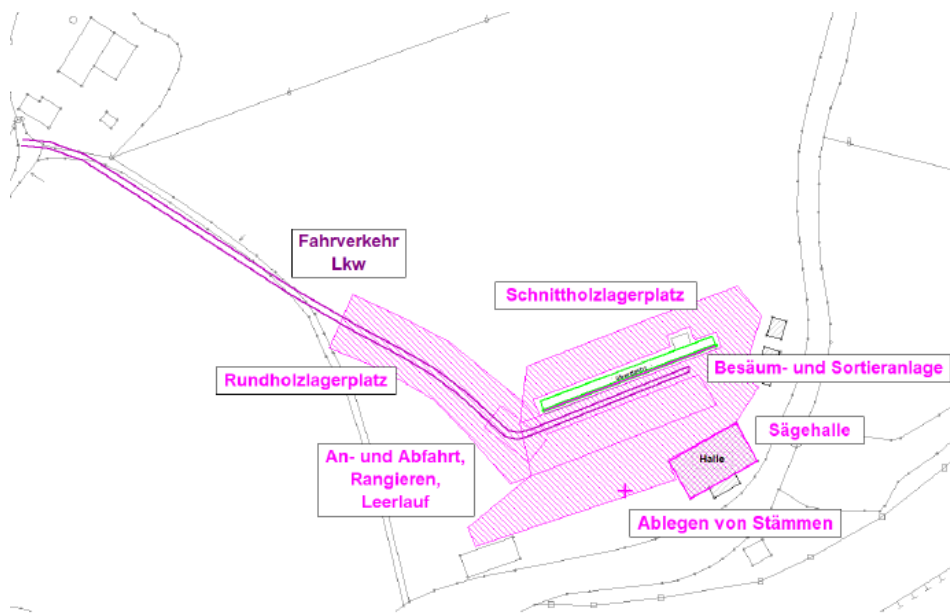 Fahrverkehr
Lkw
Schnittholzlagerplatz
Rundholzlagerplatz
Besäum- und Sortieranlage
Sägehalle
An- und Abfahrt,
Rangieren,
Leerlauf
Halle
Ablegen von Stämmen